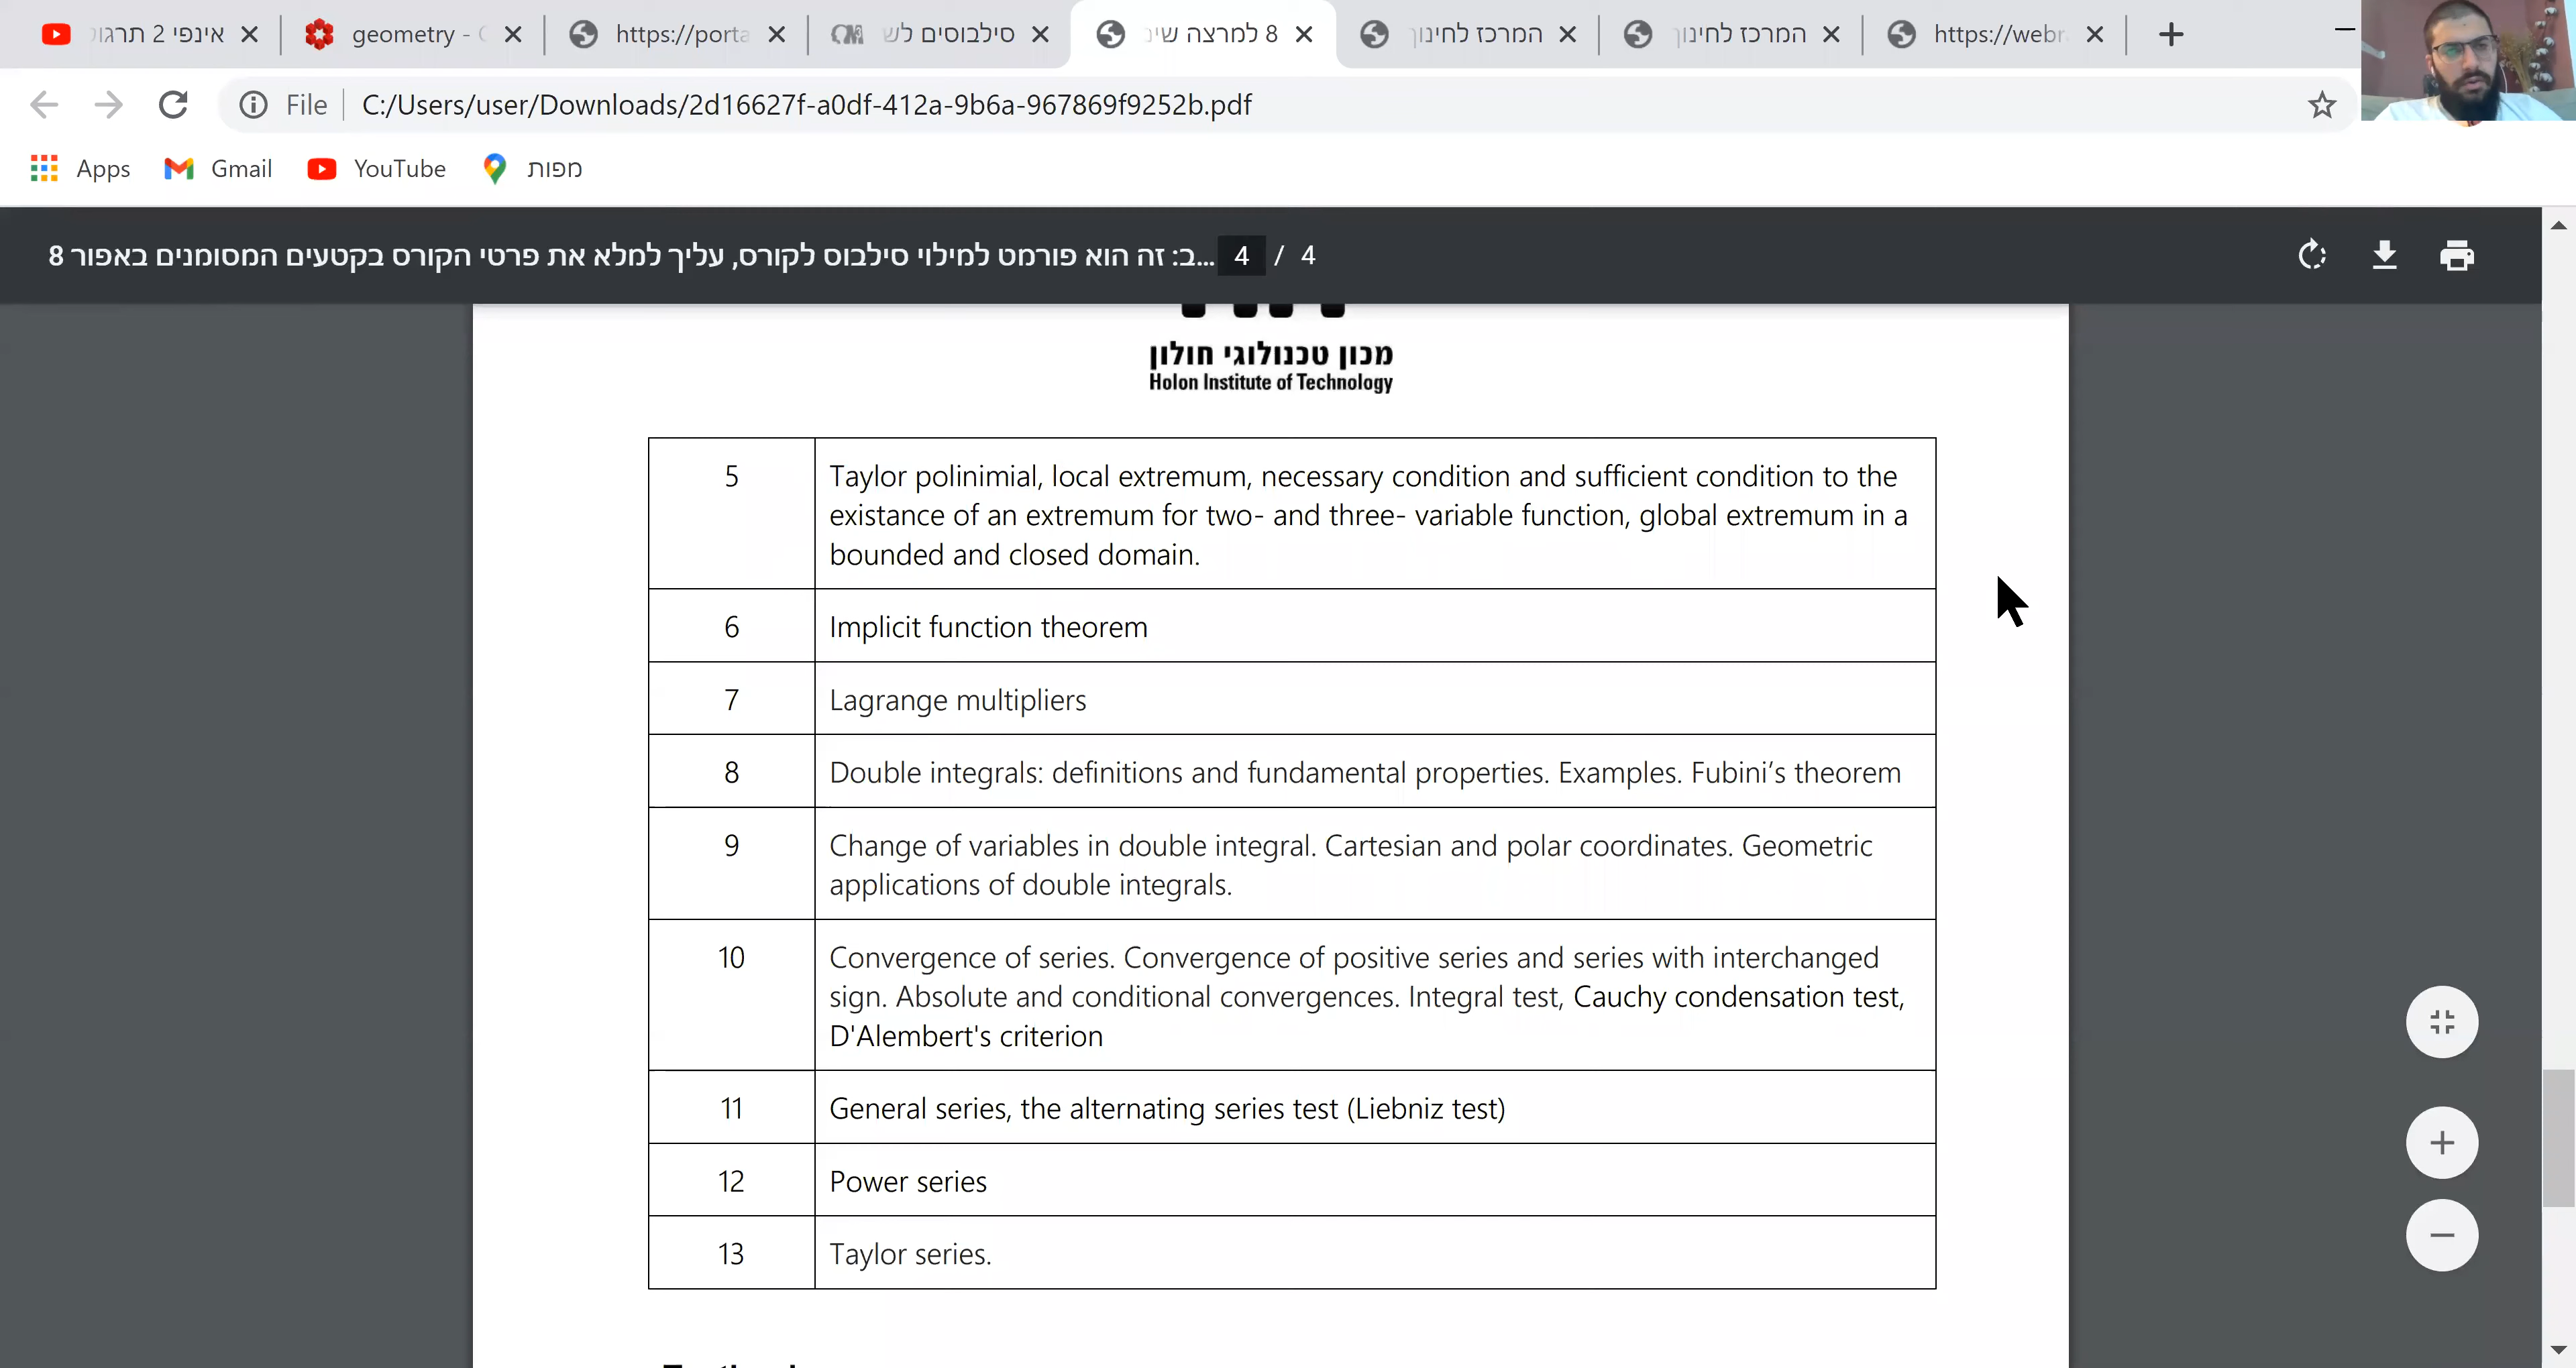 אינפי 2 תרגול
geometry -
https://porta
סילבוסים לש
8 למרצה שינ
המרכז לחינוך
המרכז לחינוך
https://webr
File
C:/Users/user/Downloads/2d16627f-a0df-412a-9b6a-967869f9252b.pdf
Apps
Gmail
YouTube
מפות
ב: זה הוא פורמט למילוי סילבוס לקורס, עליך למלא את פרטי הקורס בקטעים המסומנים באפור 8...
4 / 4
מכון טכנולוגי חולון
Holon Institute of Technology
5
Taylor polinimial, local extremum, necessary condition and sufficient condition to the
existance of an extremum for two- and three- variable function, global extremum in a
bounded and closed domain.
6
Implicit function theorem
7
Lagrange multipliers
8
Double integrals: definitions and fundamental properties. Examples. Fubini's theorem
9
Change of variables in double integral. Cartesian and polar coordinates. Geometric
applications of double integrals.
10
Convergence of series. Convergence of positive series and series with interchanged
sign. Absolute and conditional convergences. Integral test, Cauchy condensation test,
D'Alembert's criterion
11
General series, the alternating series test (Liebniz test)
12
Power series
13
Taylor series.